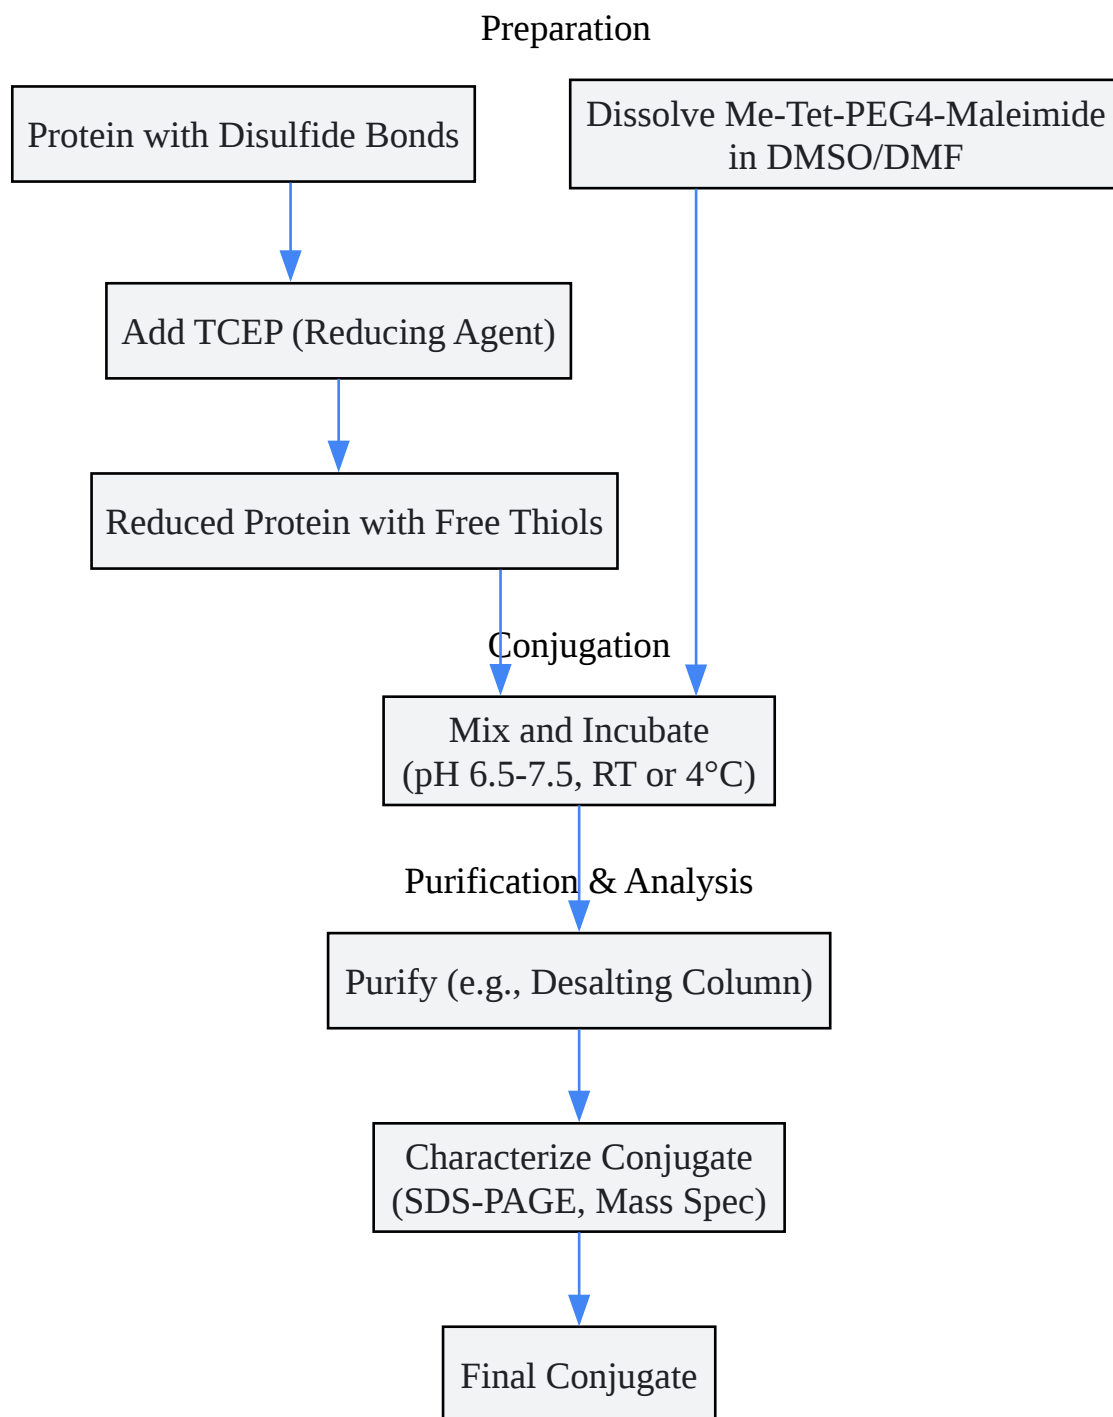 Preparation
Protein with Disulfide Bonds
Dissolve Me-Tet-PEG4-Maleimide
in DMSO/DMF
Add TCEP (Reducing Agent)
Reduced Protein with Free Thiols
Conjugation
Mix and Incubate
(pH 6.5-7.5, RT or 4°C)
Purification & Analysis
Purify (e.g., Desalting Column)
Characterize Conjugate
(SDS-PAGE, Mass Spec)
Final Conjugate